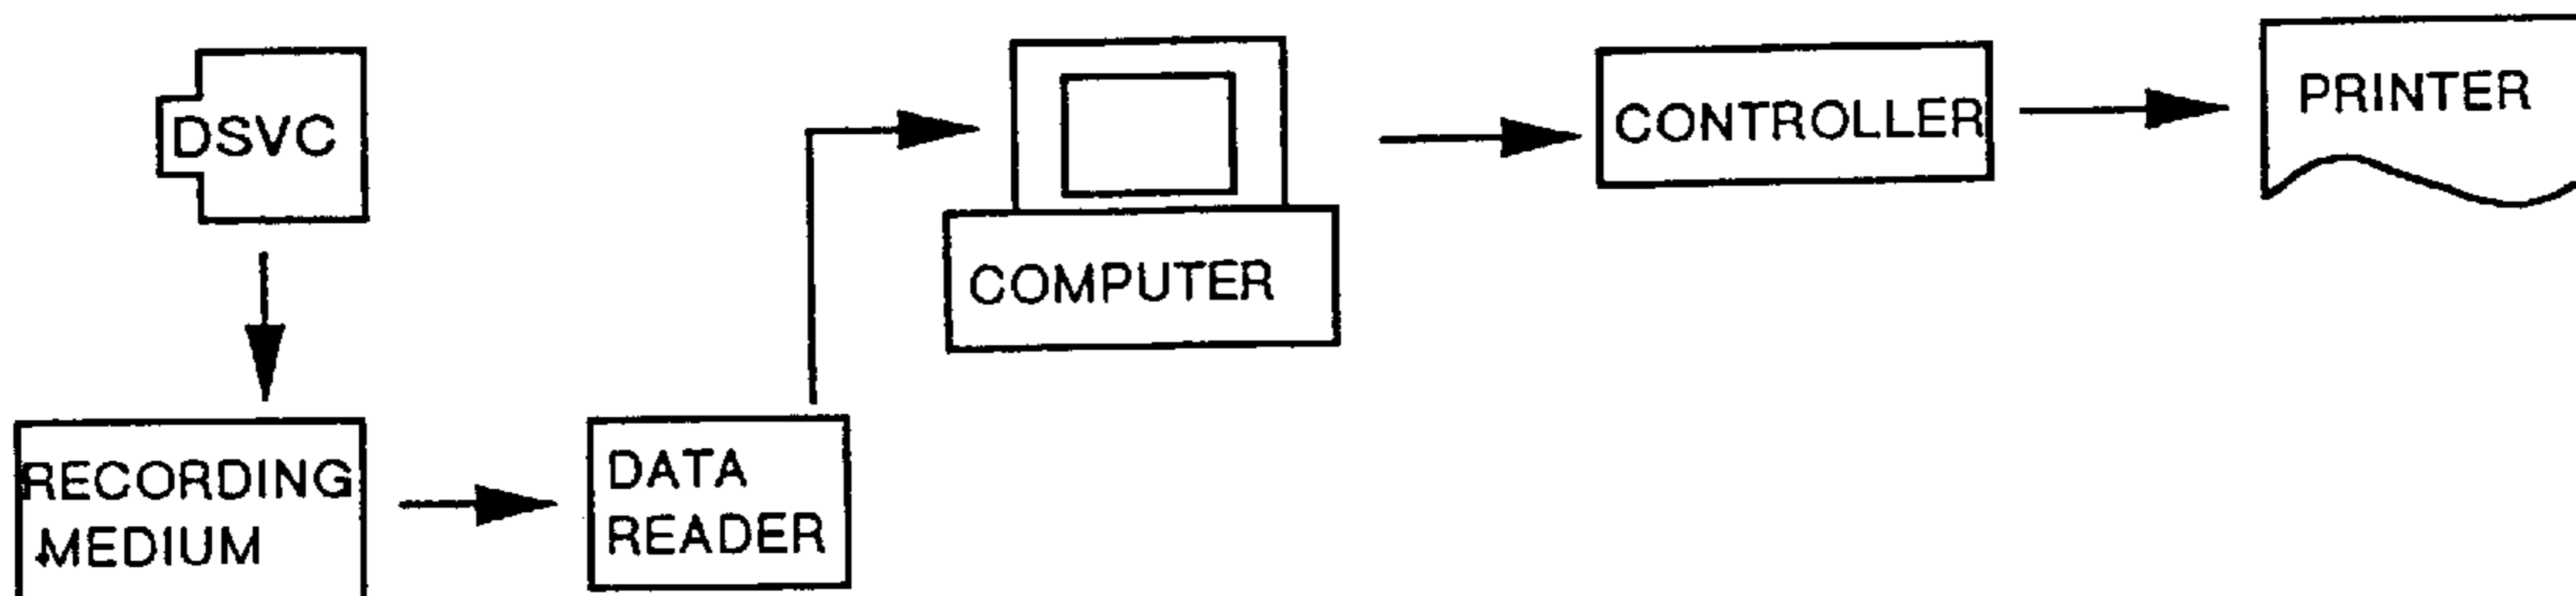 DSVC
RECORDING
MEDIUM
DATA
READER
COMPUTER
CONTROLLER
PRINTER